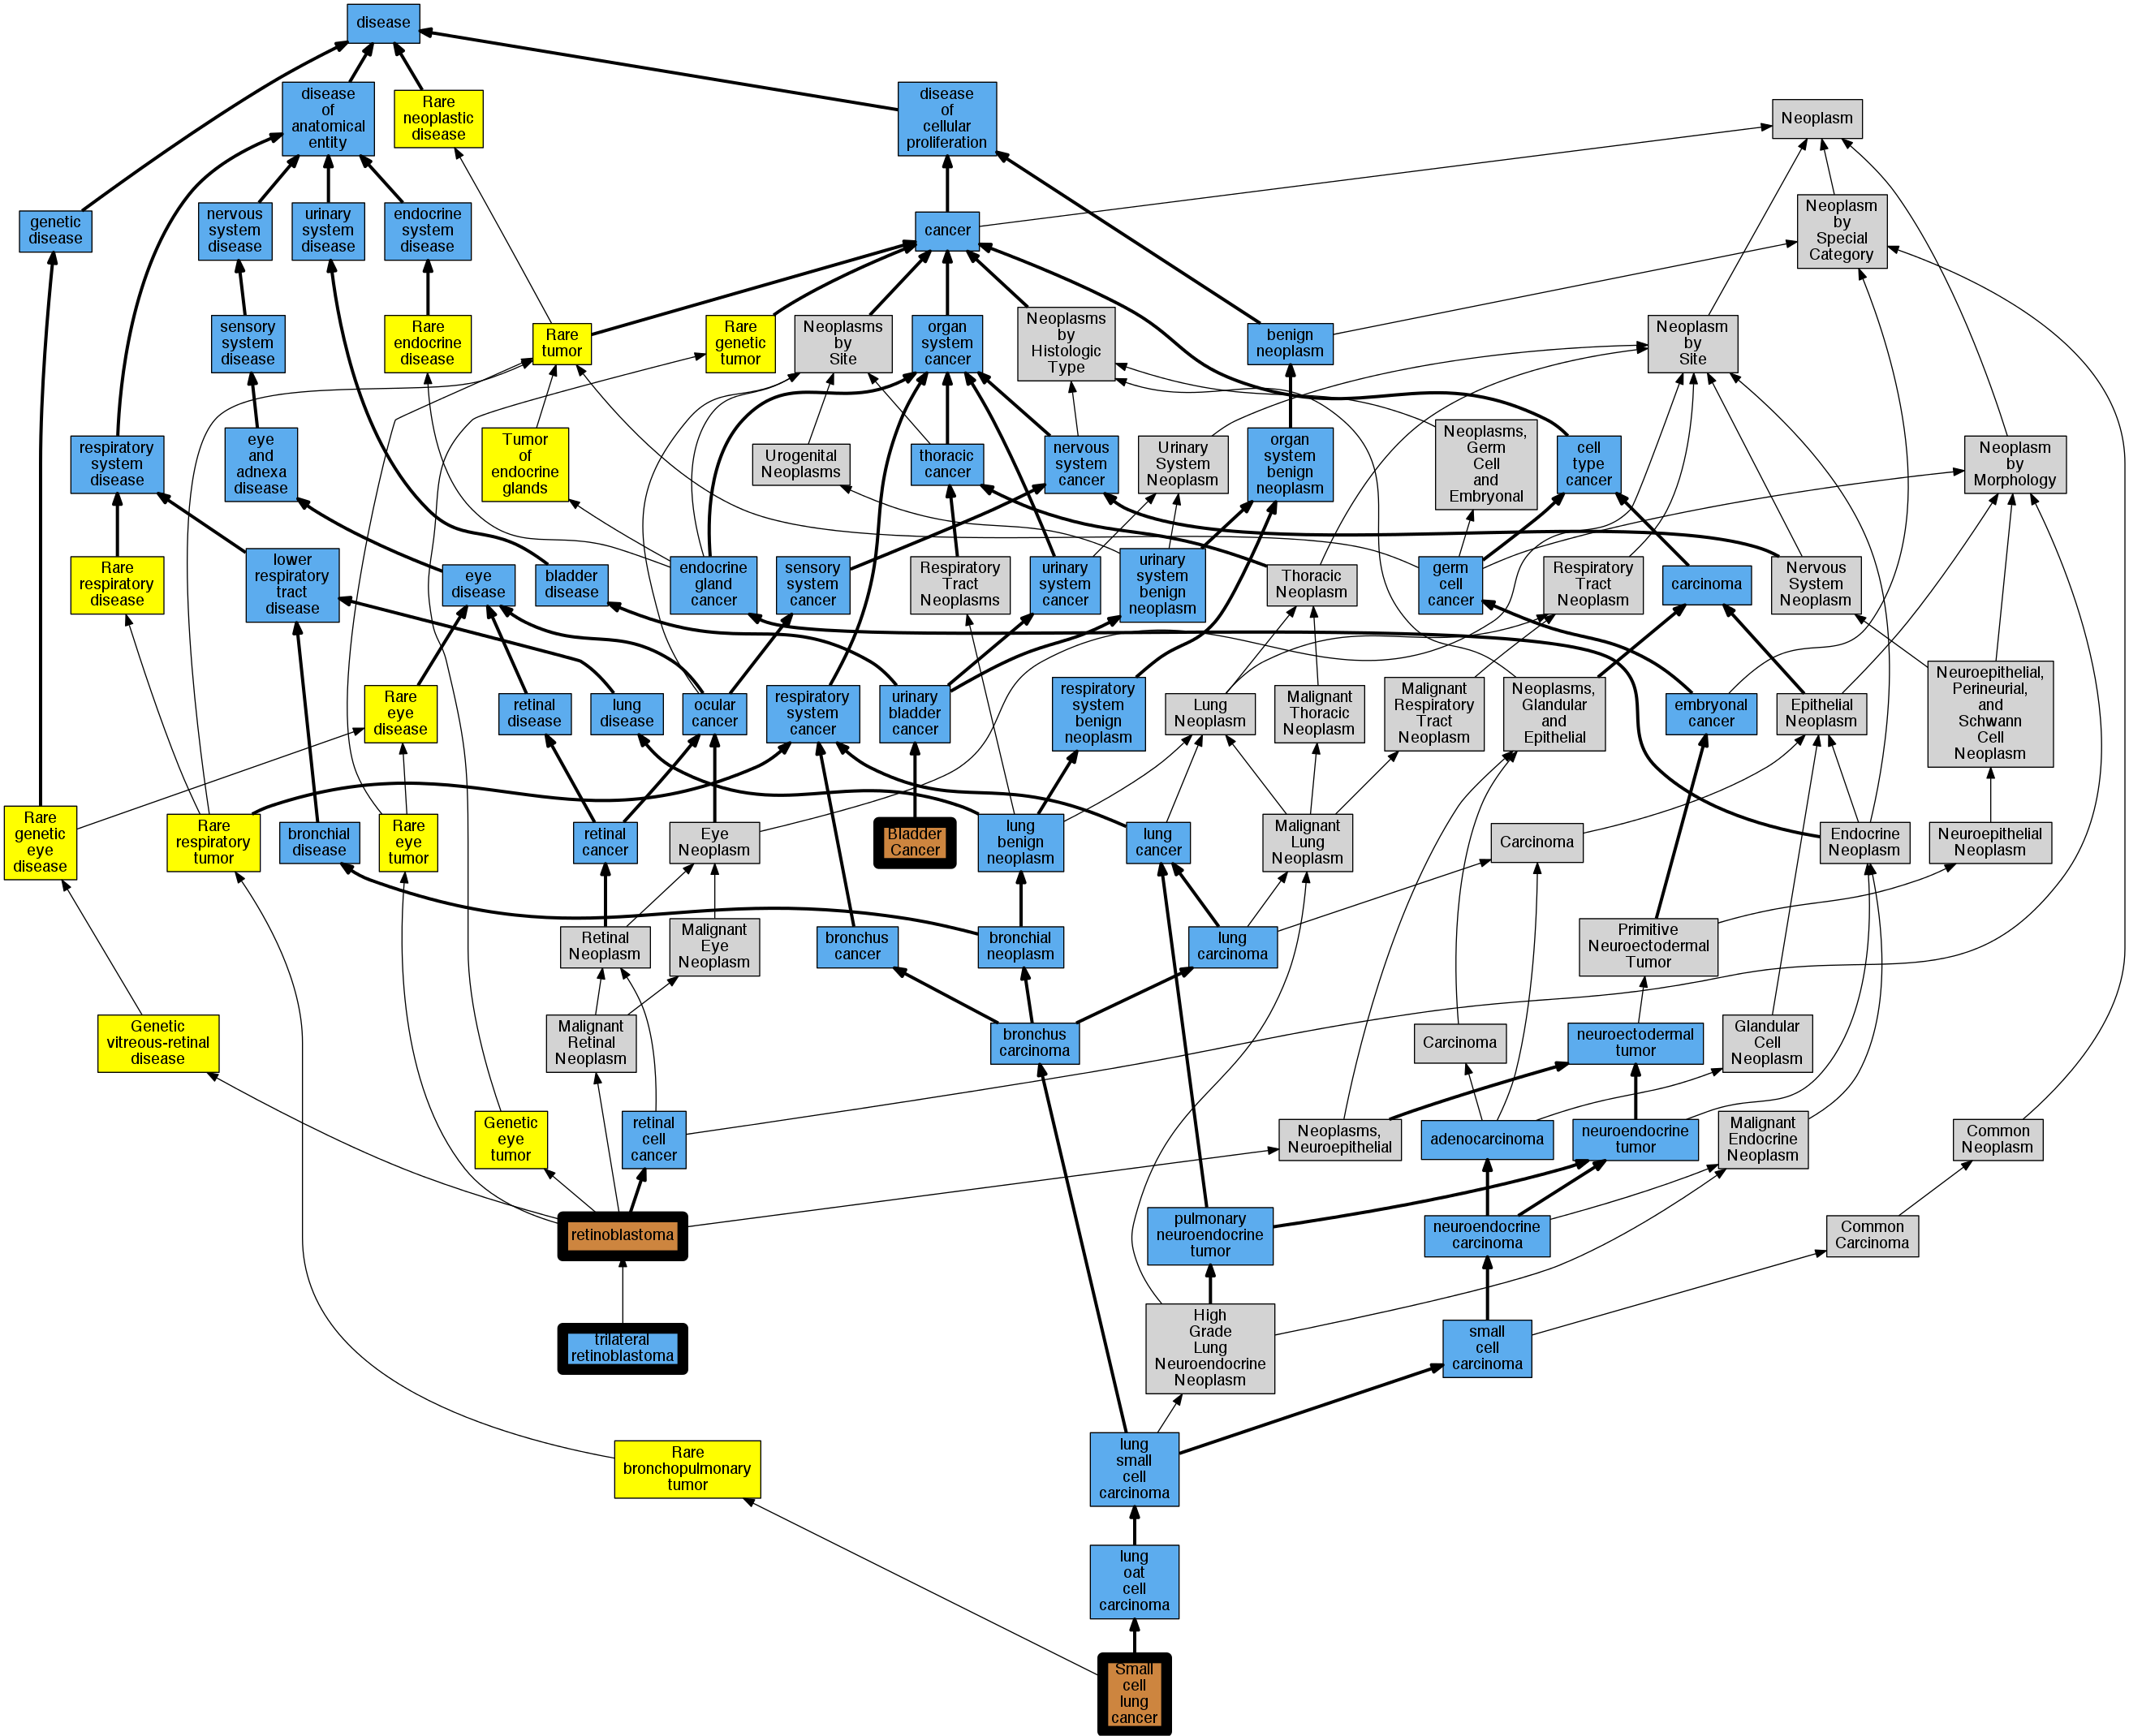 disease
disease
of
anatomical
entity
Rare
neoplastic
disease
disease
of
cellular
proliferation
Neoplasm
genetic
disease
nervous
system
disease
urinary
system
disease
endocrine
system
disease
cancer
Neoplasm
by
Special
Category
sensory
system
disease
Rare
endocrine
disease
Rare
tumor
Rare
genetic
tumor
Neoplasms
by
Site
organ
system
cancer
Neoplasms
by
Histologic
Type
benign
neoplasm
Neoplasm
by
Site
respiratory
system
disease
eye
and
adnexa
disease
Tumor
of
endocrine
glands
Urogenital
Neoplasms
thoracic
cancer
nervous
system
cancer
Urinary
System
Neoplasm
organ
system
benign
neoplasm
Neoplasms,
Germ
Cell
and
Embryonal
cell
type
cancer
Neoplasm
by
Morphology
Rare
respiratory
disease
lower
respiratory
tract
disease
eye
disease
bladder
disease
endocrine
gland
cancer
sensory
system
cancer
Respiratory
Tract
Neoplasms
urinary
system
cancer
urinary
system
benign
neoplasm
Thoracic
Neoplasm
germ
cell
cancer
Respiratory
Tract
Neoplasm
carcinoma
Nervous
System
Neoplasm
Rare
eye
disease
retinal
disease
lung
disease
ocular
cancer
respiratory
system
cancer
urinary
bladder
cancer
respiratory
system
benign
neoplasm
Lung
Neoplasm
Malignant
Thoracic
Neoplasm
Malignant
Respiratory
Tract
Neoplasm
Neoplasms,
Glandular
and
Epithelial
embryonal
cancer
Epithelial
Neoplasm
Neuroepithelial,
Perineurial,
and
Schwann
Cell
Neoplasm
Rare
genetic
eye
disease
Rare
respiratory
tumor
bronchial
disease
Rare
eye
tumor
retinal
cancer
Eye
Neoplasm
Bladder
Cancer
lung
benign
neoplasm
lung
cancer
Malignant
Lung
Neoplasm
Carcinoma
Endocrine
Neoplasm
Neuroepithelial
Neoplasm
Retinal
Neoplasm
Malignant
Eye
Neoplasm
bronchus
cancer
bronchial
neoplasm
lung
carcinoma
Primitive
Neuroectodermal
Tumor
Genetic
vitreous-retinal
disease
Malignant
Retinal
Neoplasm
bronchus
carcinoma
Carcinoma
neuroectodermal
tumor
Glandular
Cell
Neoplasm
Genetic
eye
tumor
retinal
cell
cancer
Neoplasms,
Neuroepithelial
adenocarcinoma
neuroendocrine
tumor
Malignant
Endocrine
Neoplasm
Common
Neoplasm
retinoblastoma
pulmonary
neuroendocrine
tumor
neuroendocrine
carcinoma
Common
Carcinoma
trilateral
retinoblastoma
High
Grade
Lung
Neuroendocrine
Neoplasm
small
cell
carcinoma
Rare
bronchopulmonary
tumor
lung
small
cell
carcinoma
lung
oat
cell
carcinoma
Small
cell
lung
cancer